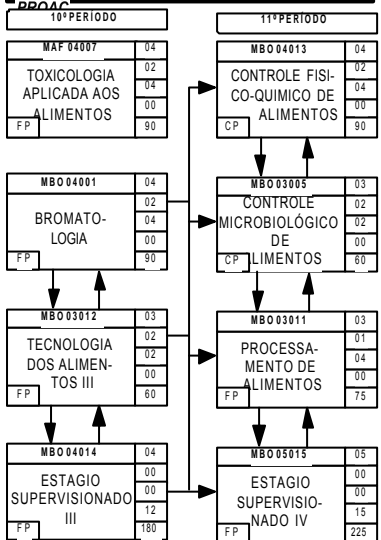 PROAC
10º PERÍODO
MAF 04007
04
TOXICOLOGIA
APLICADA AOS
ALIMENTOS
02
04
00
FP
90
MBO 04001
04
BROMATO-
LOGIA
02
04
00
FP
90
MBO 03012
03
TECNOLOGIA
DOS ALIMEN-
TOS III
02
02
00
FP
60
MBO 04014
04
ESTAGIO
SUPERVISIONADO
III
00
00
12
FP
180
11º PERÍODO
MBO 04013
04
CONTROLE FISI-
CO-QUIMICO DE
ALIMENTOS
02
04
00
CP
90
MBO 03005
03
CONTROLE
MICROBIOLÓGICO
DE
ALIMENTOS
02
02
00
CP
60
MBO 03011
03
PROCESSA-
MENTO DE
ALIMENTOS
01
04
00
FP
75
MBO 05015
05
ESTAGIO
SUPERVISIO-
NADO IV
00
00
15
FP
225